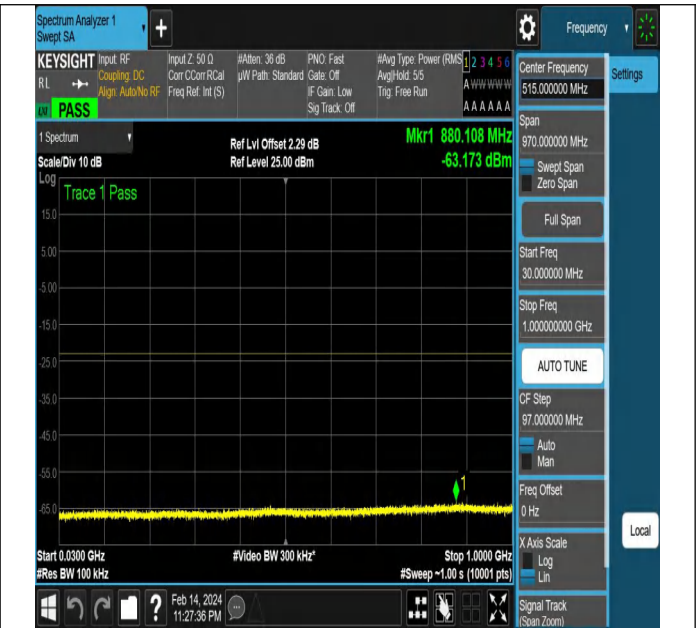 Spectrum Analyzer 1
Swept SA
+
Frequency
KEYSIGHT
RL
PASS
Input: RF
Coupling: DC
Align: Auto/No RF
Input Z: 50 Ω
Corr CCorr RCal
Freq Ref: Int (S)
#Atten: 36 dB
µW Path: Standard
PNO: Fast
Gate: Off
IF Gain: Low
Sig Track: Off
#Avg Type: Power (RMS
Avg|Hold: 5/5
Trig: Free Run
1 2 3 4 5 6
A W W W W W
A A A A A A
1 Spectrum
Scale/Div 10 dB
Ref Lvl Offset 2.29 dB
Ref Level 25.00 dBm
Mkr1 880.108 MHz
-63.173 dBm
Log
Trace 1 Pass
15.0
5.00
-5.00
-15.0
-25.0
-35.0
-45.0
-55.0
-65.0
1
Start 0.0300 GHz
#Res BW 100 kHz
#Video BW 300 kHz*
Stop 1.0000 GHz
#Sweep ~1.00 s (10001 pts)
?
Feb 14, 2024
11:27:36 PM
Center Frequency
515.000000 MHz
Settings
Span
970.000000 MHz
Swept Span
Zero Span
Full Span
Start Freq
30.000000 MHz
Stop Freq
1.000000000 GHz
AUTO TUNE
CF Step
97.000000 MHz
Auto
Man
Freq Offset
0 Hz
Local
X Axis Scale
Log
Lin
Signal Track
(Span Zoom)